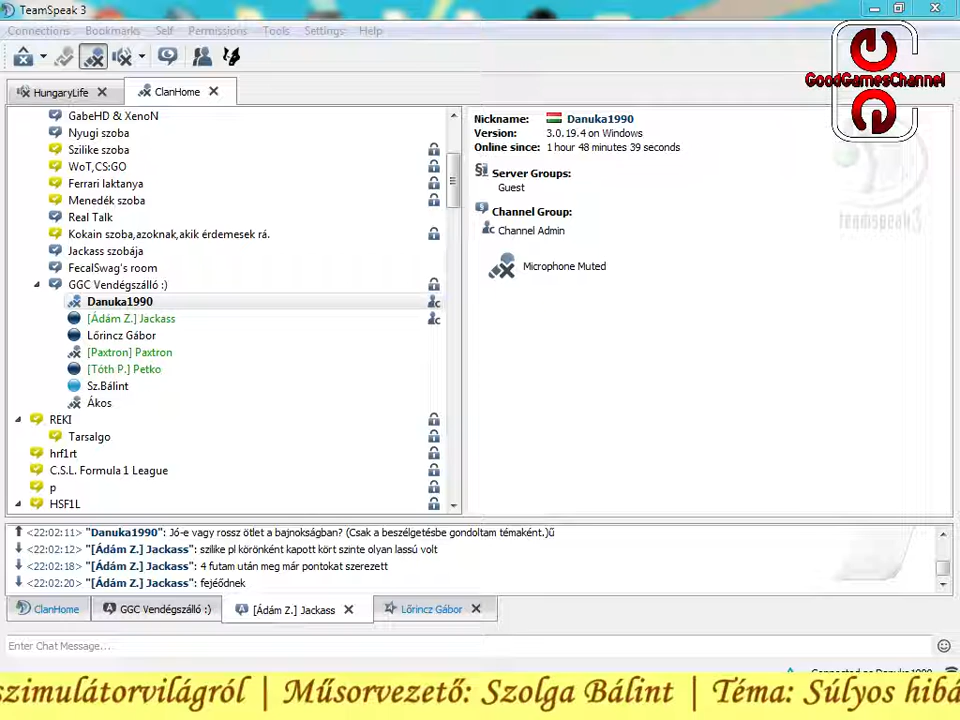 TeamSpeak 3
Connections Bookmarks Self Permissions Tools Settings Help
GoodGamesChannel
HungaryLife ClanHome
GabeHD & XenoN
Nyugi szoba
Szilike szoba
WoT,CS:GO
Ferrari laktanya
Menedék szoba
Real Talk
Kokain szoba,azoknak,akik érdemesek rá.
Jackass szobája
FecalSwag's room
GGC Vendégszálló :)
Danuka1990
[Ádám Z.] Jackass
Lőrincz Gábor
[Paxtron] Paxtron
[Tóth P.] Petko
Sz.Bálint
Ákos
REKI
Tarsalgo
hrf1rt
C.S.L. Formula 1 League
p
HSF1L
Nickname: Danuka1990
Version: 3.0.19.4 on Windows
Online since: 1 hour 48 minutes 39 seconds
Server Groups:
Guest
Channel Group:
Channel Admin
Microphone Muted
teamspeak3
<22:02:11> "Danuka1990": Jó-e vagy rossz ötlet a bajnokságban? (Csak a beszélgetésbe gondoltam témaként.)ű
<22:02:12> "[Ádám Z.] Jackass": szilike pl körönként kapott kört szinte olyan lassú volt
<22:02:18> "[Ádám Z.] Jackass": 4 futam után meg már pontokat szerezett
<22:02:20> "[Ádám Z.] Jackass": fejéődnek
ClanHome GGC Vendégszálló :) [Ádám Z.] Jackass Lőrincz Gábor
Enter Chat Message....
szimulátorvilágról | Műsorvezető: Szolga Bálint | Téma: Súlyos hibá